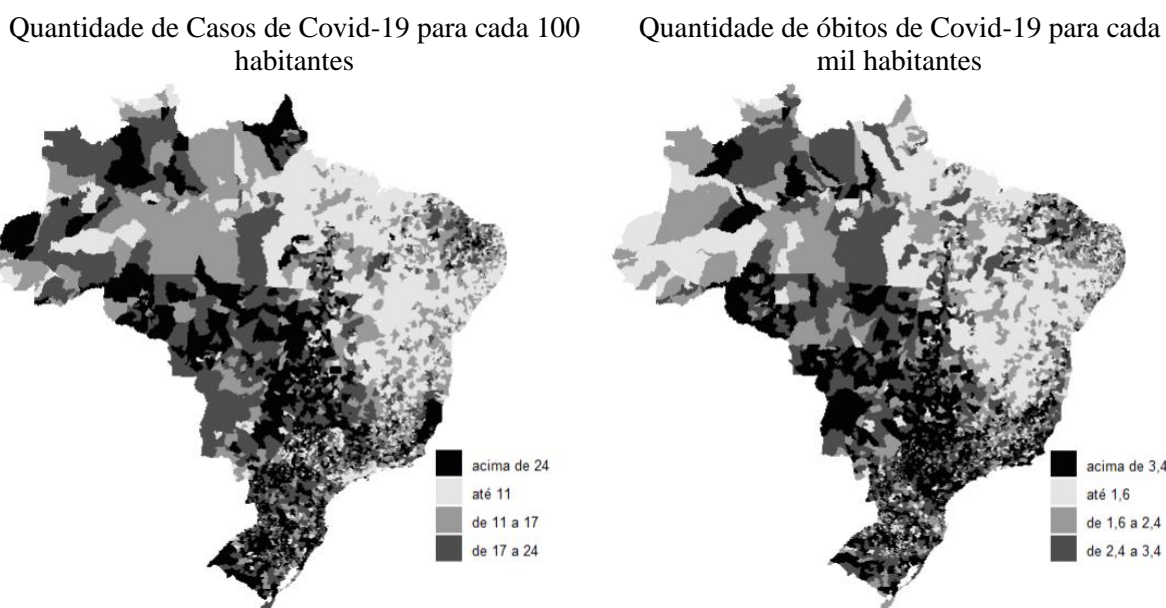 Quantidade de Casos de Covid-19 para cada 100
habitantes
Quantidade de óbitos de Covid-19 para cada
mil habitantes
acima de 24
até 11
de 11 a 17
de 17 a 24
acima de 3,4
até 1,6
de 1,6 a 2,4
de 2,4 a 3,4